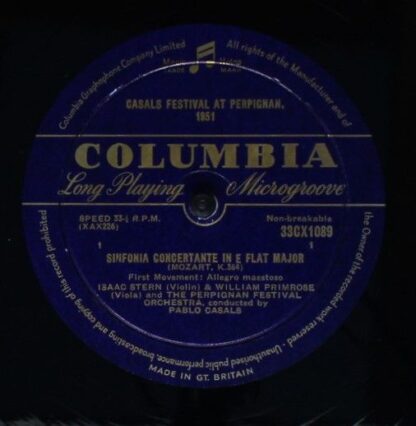 Columbia Graphophone Company Limited
TRADE MARK
All rights of the Manufacturer and of
the Owner of the recorded work reserved - Unauthorised public performance, broadcasting and copying of this record prohibited
CASALS FESTIVAL AT PERPIGNAN.
1951
COLUMBIA
Long Playing Microgroove
SPEED 33⅓ R.P.M.
(XAX226)
Non-breakable
33CX1089
1 1
SINFONIA CONCERTANTE IN E FLAT MAJOR
(MOZART, K.364)
First Movement: Allegro maestoso
ISAAC STERN (Violin) & WILLIAM PRIMROSE
(Viola) and THE PERPIGNAN FESTIVAL
ORCHESTRA, conducted by
PABLO CASALS
MADE IN GT. BRITAIN